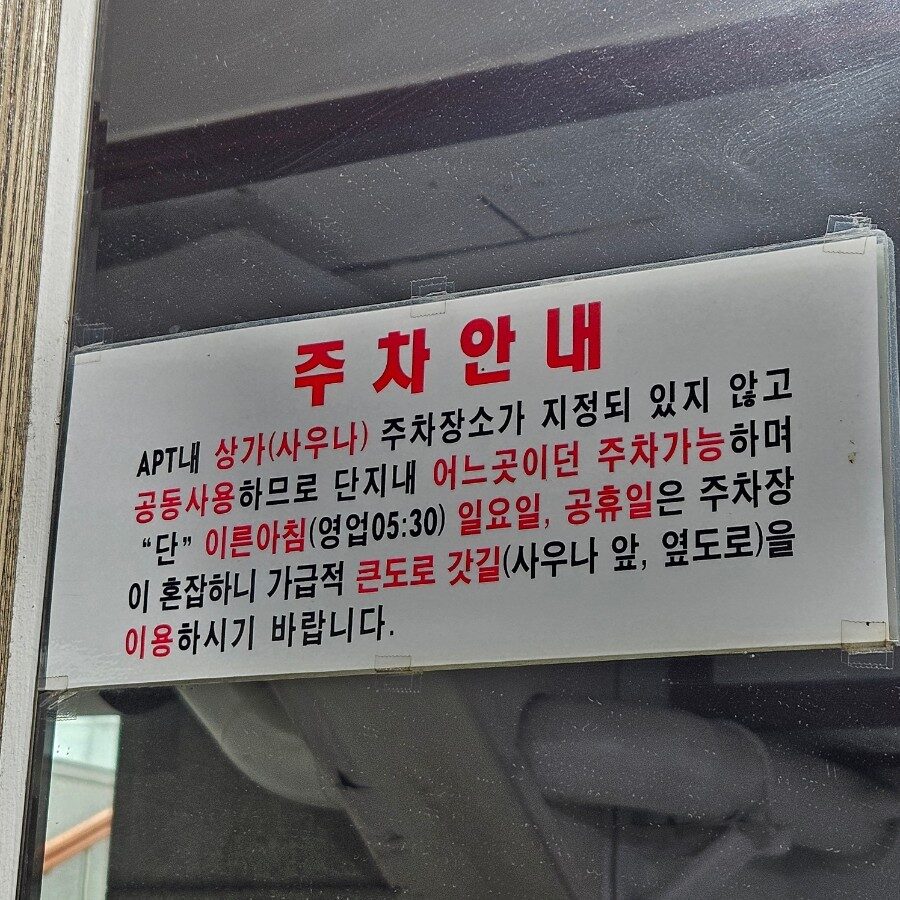 주차안내
APT내 상가(사우나) 주차장소가 지정되 있지 않고
공동사용하므로 단지내 어느곳이던 주차가능하며
“단” 이른아침(영업05:30) 일요일, 공휴일은 주차장
이 혼잡하니 가급적 큰도로 갓길(사우나 앞, 옆도로)을
이용하시기 바랍니다.